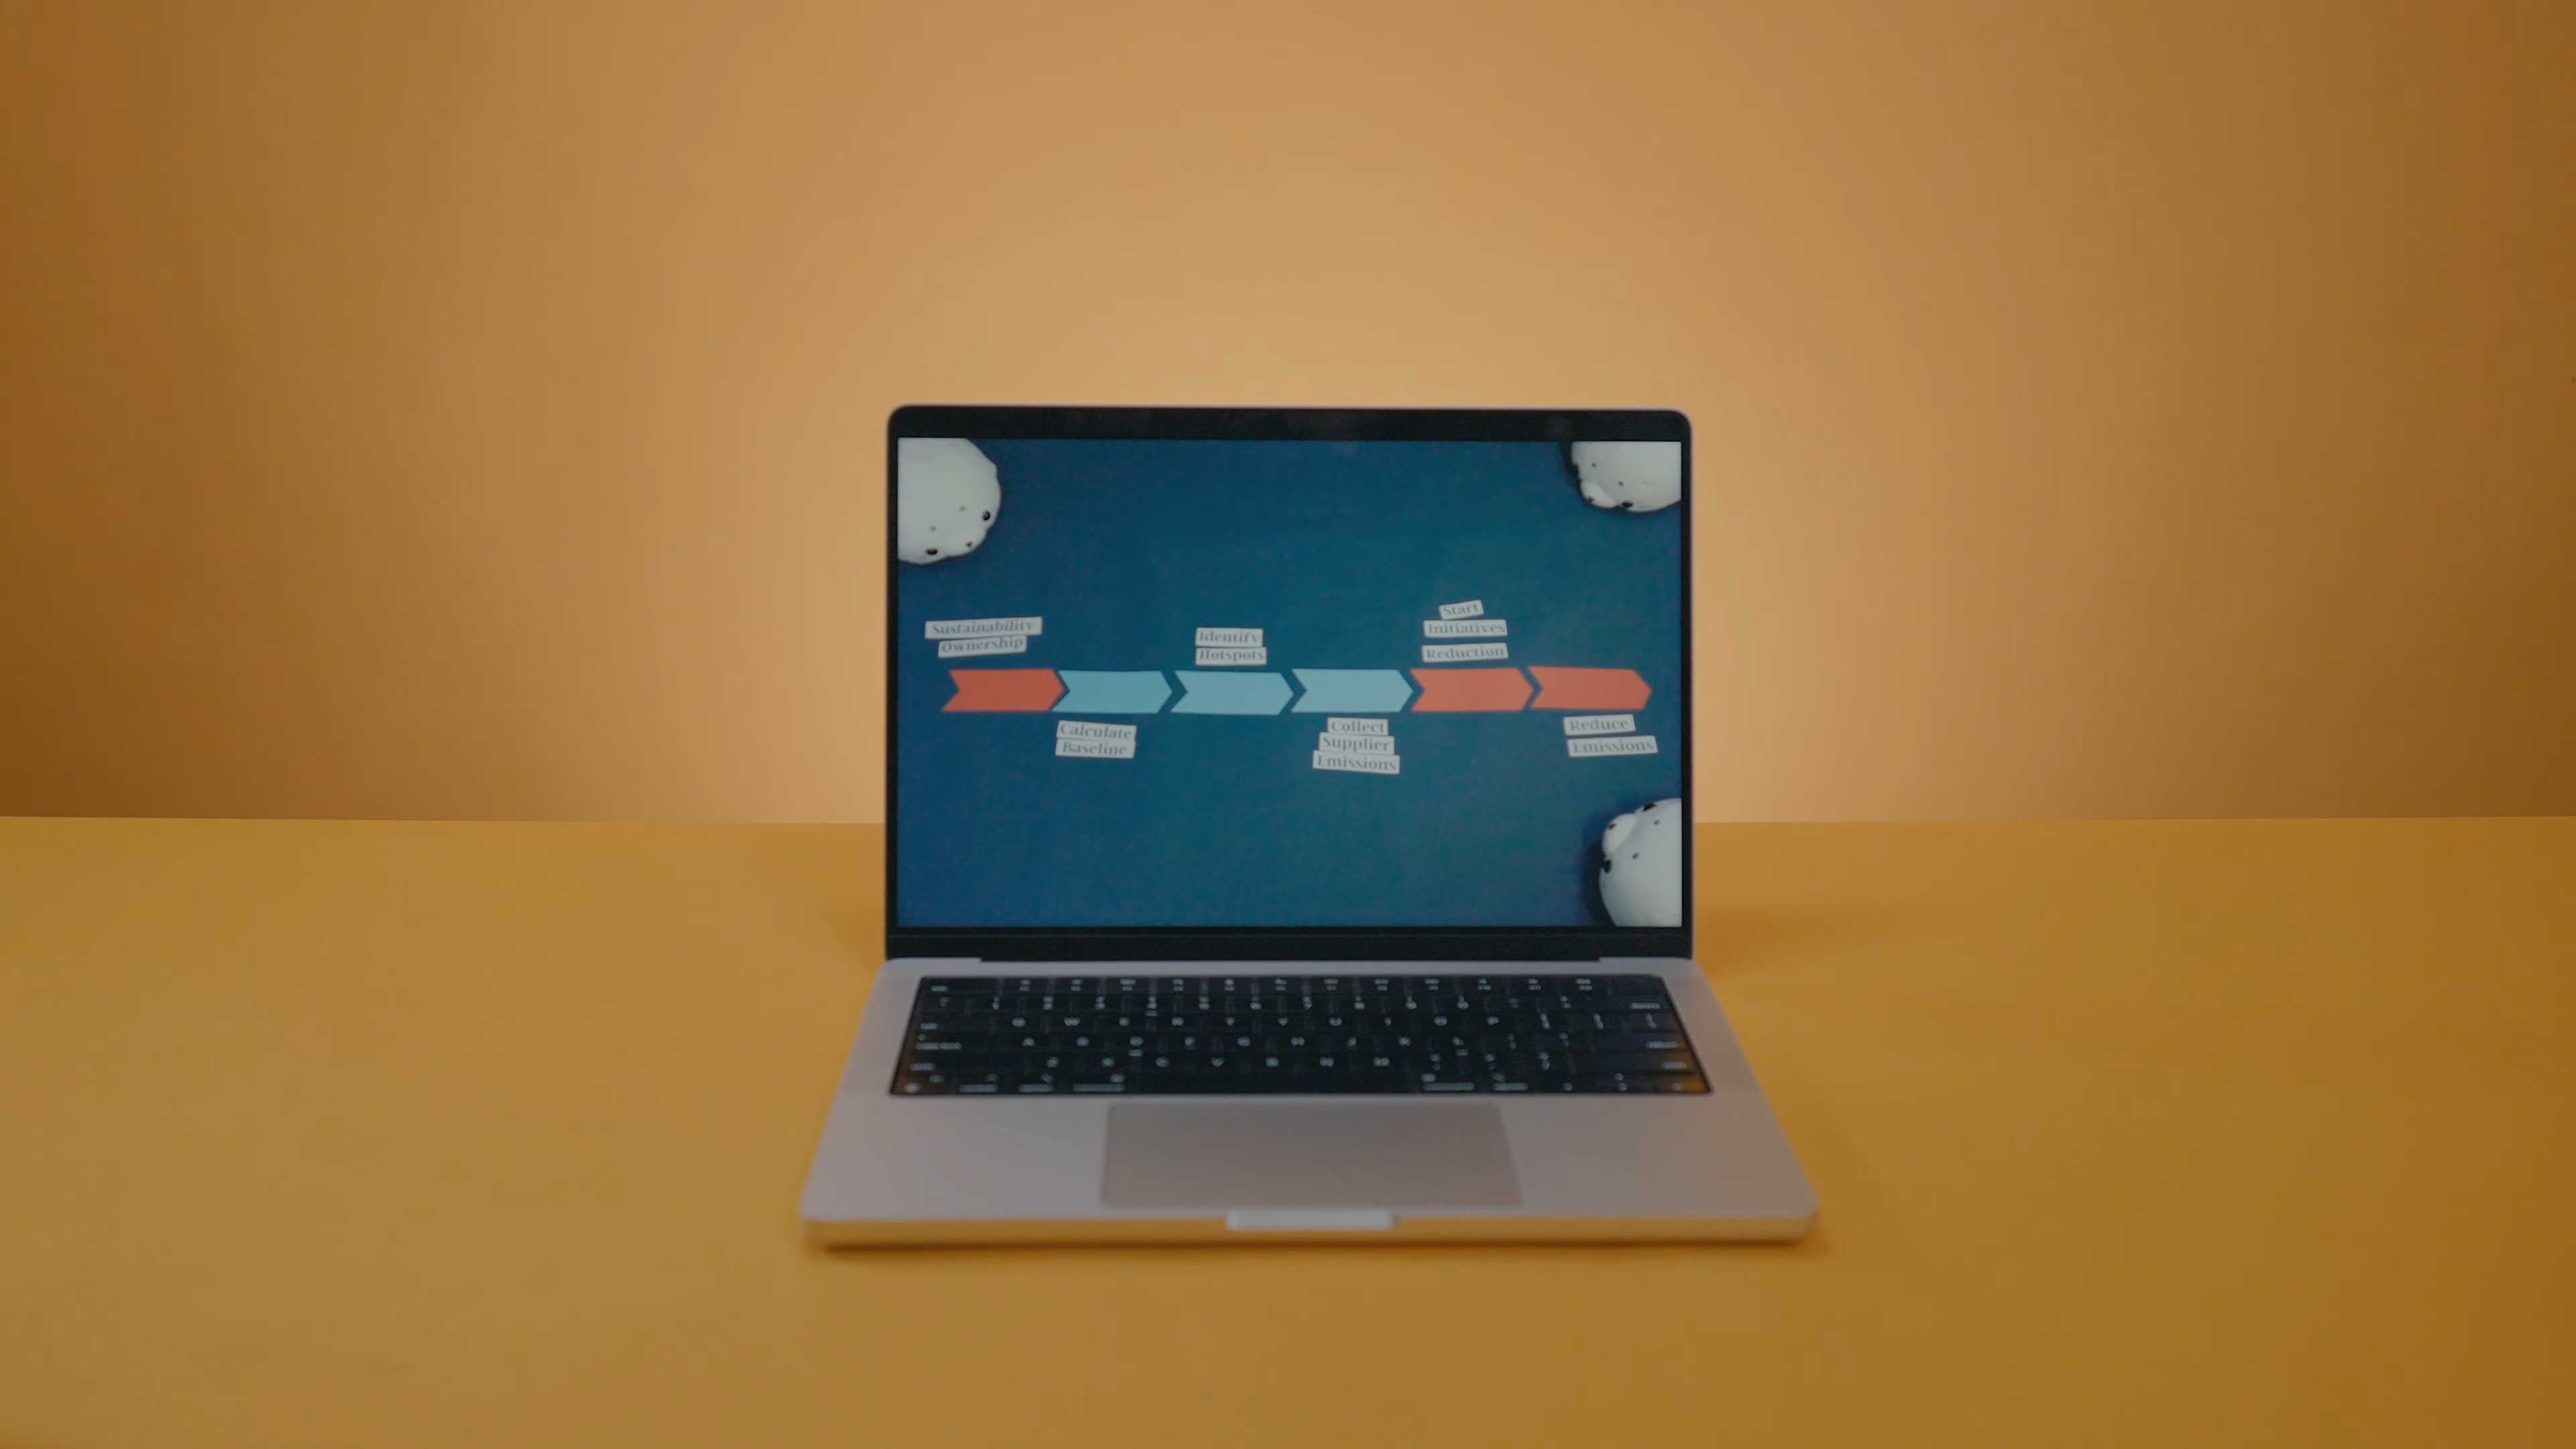 Sustainability
Ownership
Calculate
Baseline
Identify
Hotspots
Collect
Supplier
Emissions
Start
Initiatives
Reduction
Reduce
Emissions